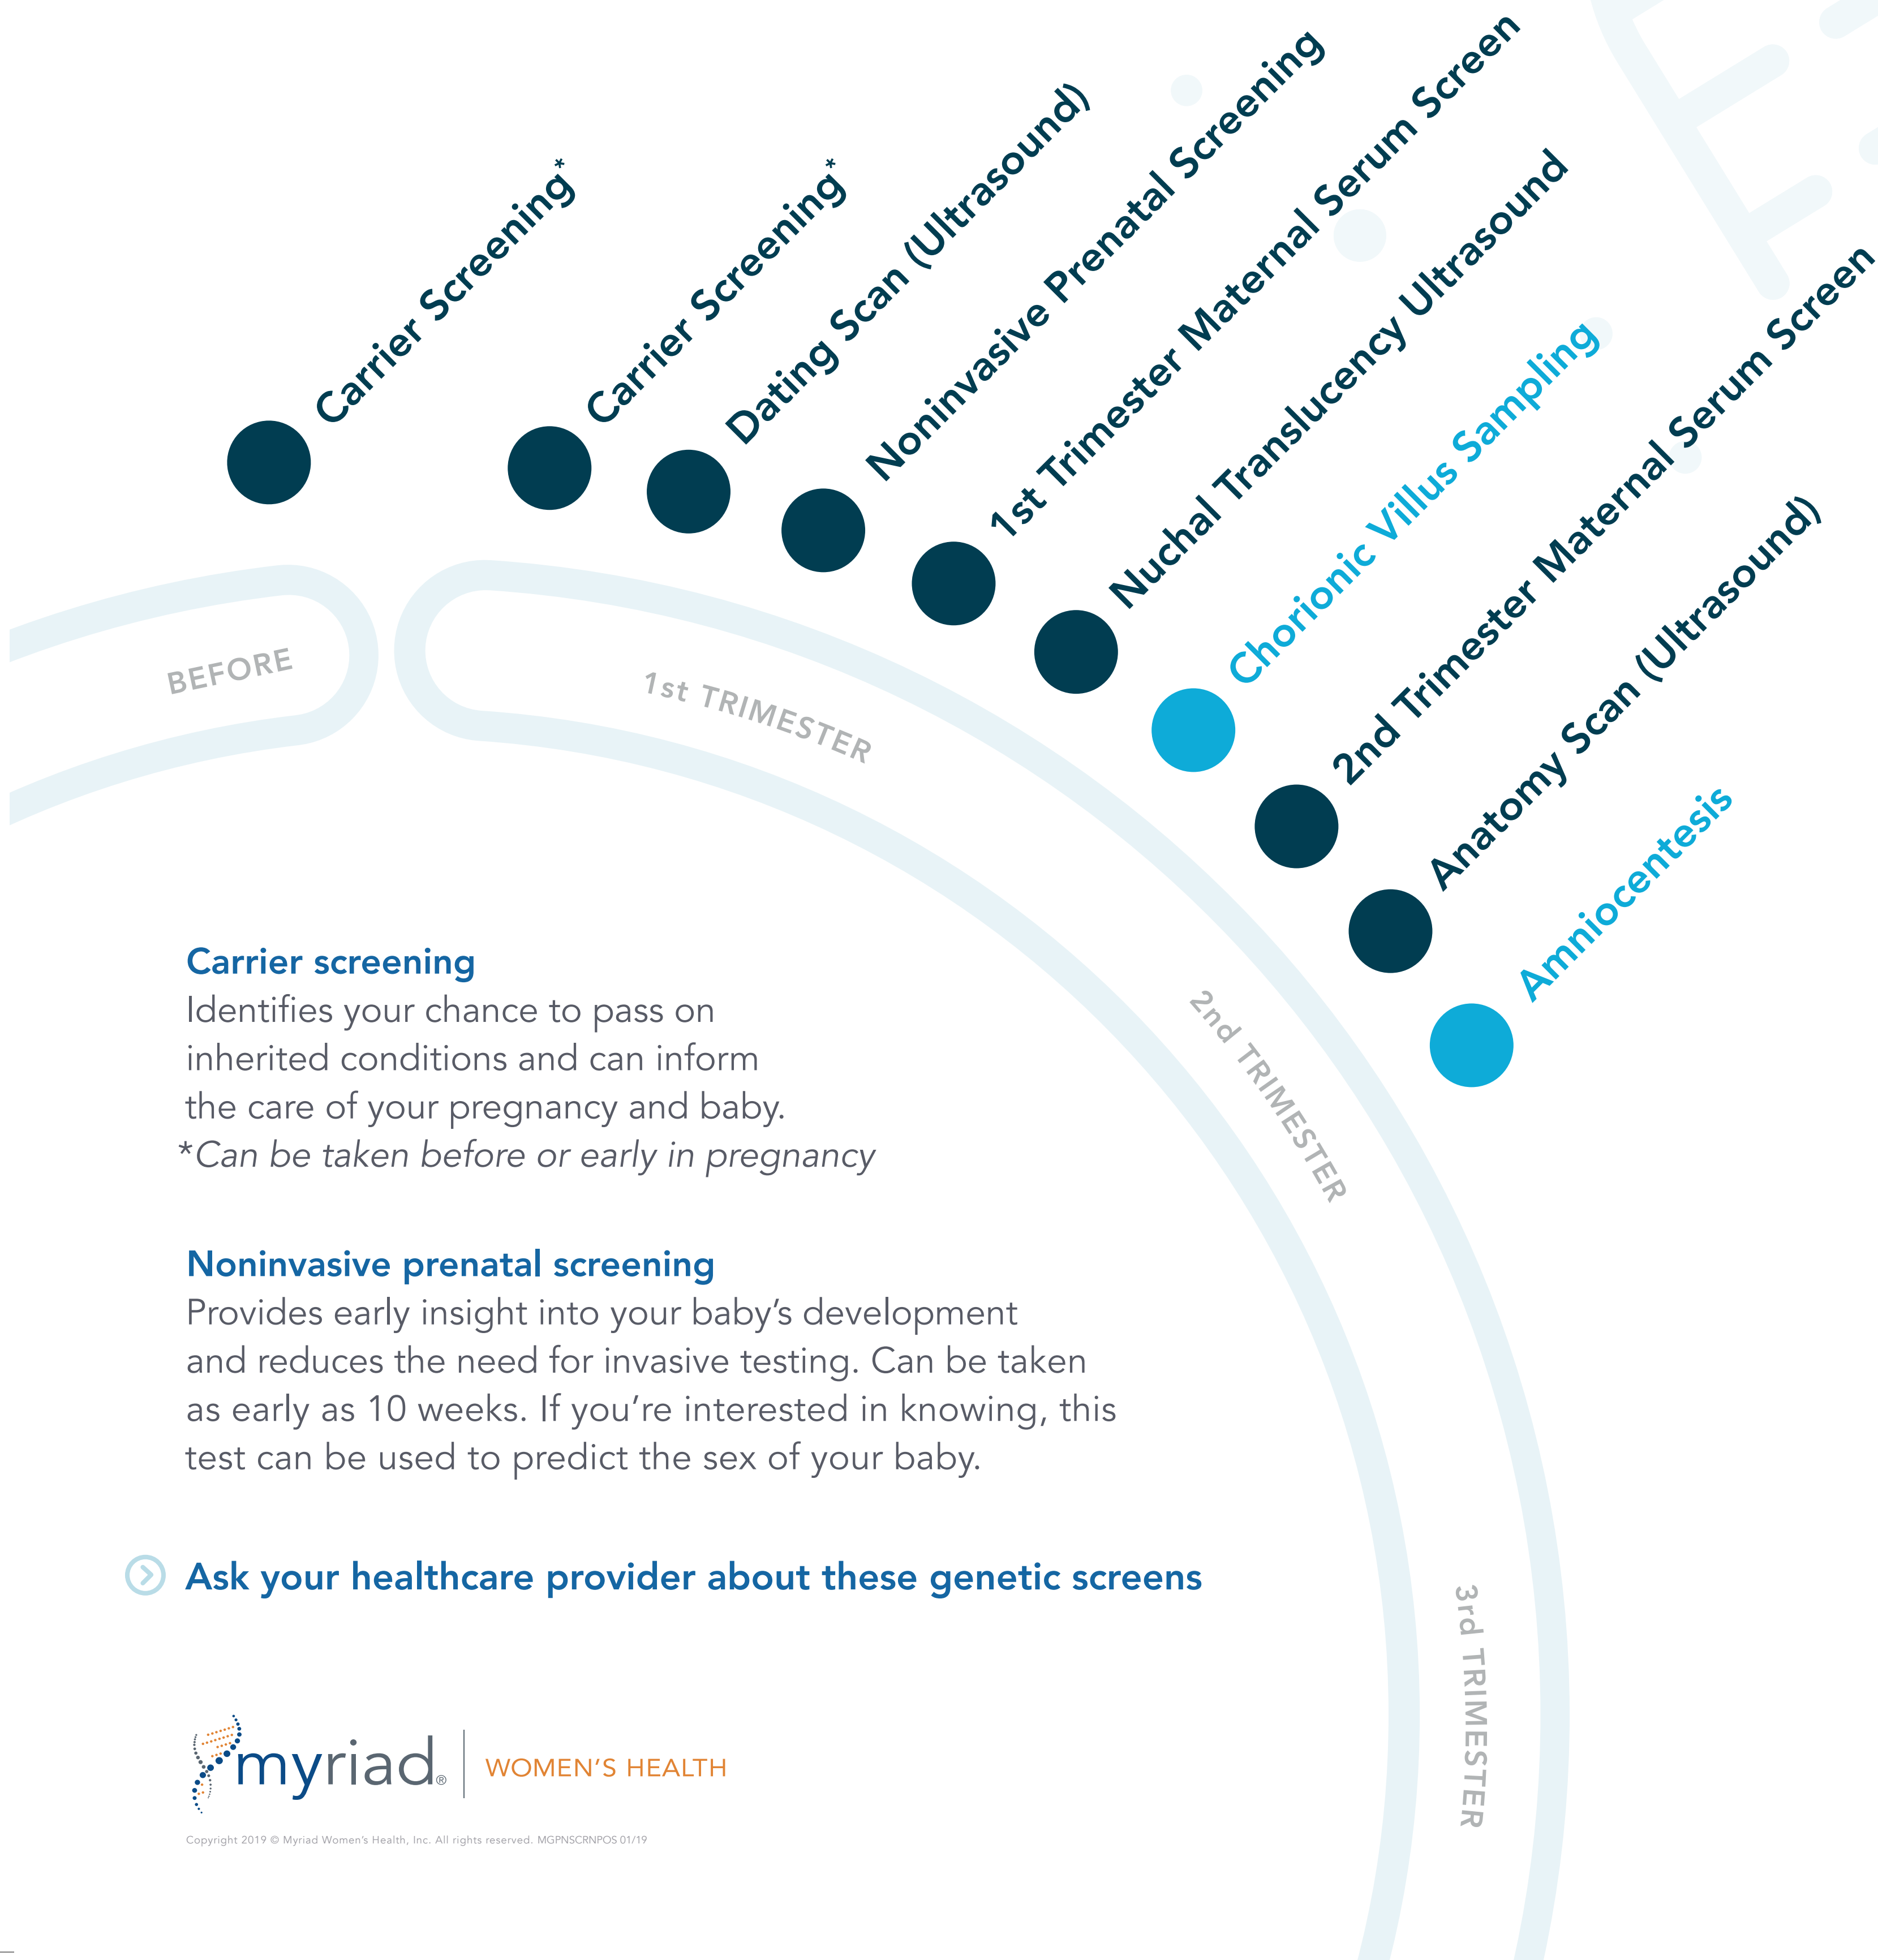 Carrier Screening*
Carrier Screening*
Dating Scan (Ultrasound)
Noninvasive Prenatal Screening
1st Trimester Maternal Serum Screen
Nuchal Translucency Ultrasound
Chorionic Villus Sampling
2nd Trimester Maternal Serum Screen
Anatomy Scan (Ultrasound)
Amniocentesis
BEFORE
1st TRIMESTER
2nd TRIMESTER
3rd TRIMESTER
Carrier screening
Identifies your chance to pass on
inherited conditions and can inform
the care of your pregnancy and baby.
*Can be taken before or early in pregnancy
Noninvasive prenatal screening
Provides early insight into your baby’s development
and reduces the need for invasive testing. Can be taken
as early as 10 weeks. If you’re interested in knowing, this
test can be used to predict the sex of your baby.
Ask your healthcare provider about these genetic screens
myriad® WOMEN’S HEALTH
Copyright 2019 © Myriad Women’s Health, Inc. All rights reserved. MGPNSCRNPOS 01/19